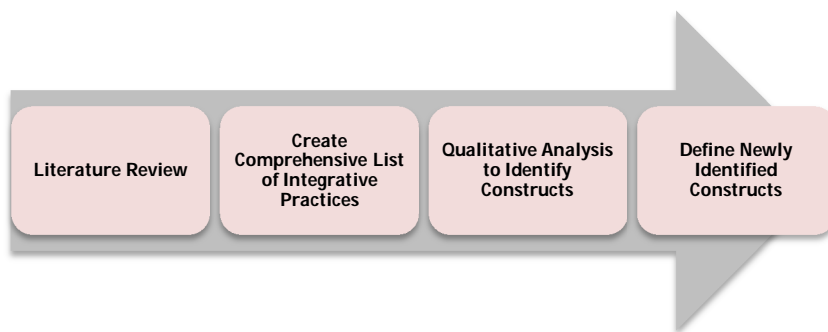 Literature Review
Create
Comprehensive List
of Integrative
Practices
Qualitative Analysis
to Identify
Constructs
Define Newly
Identified
Constructs